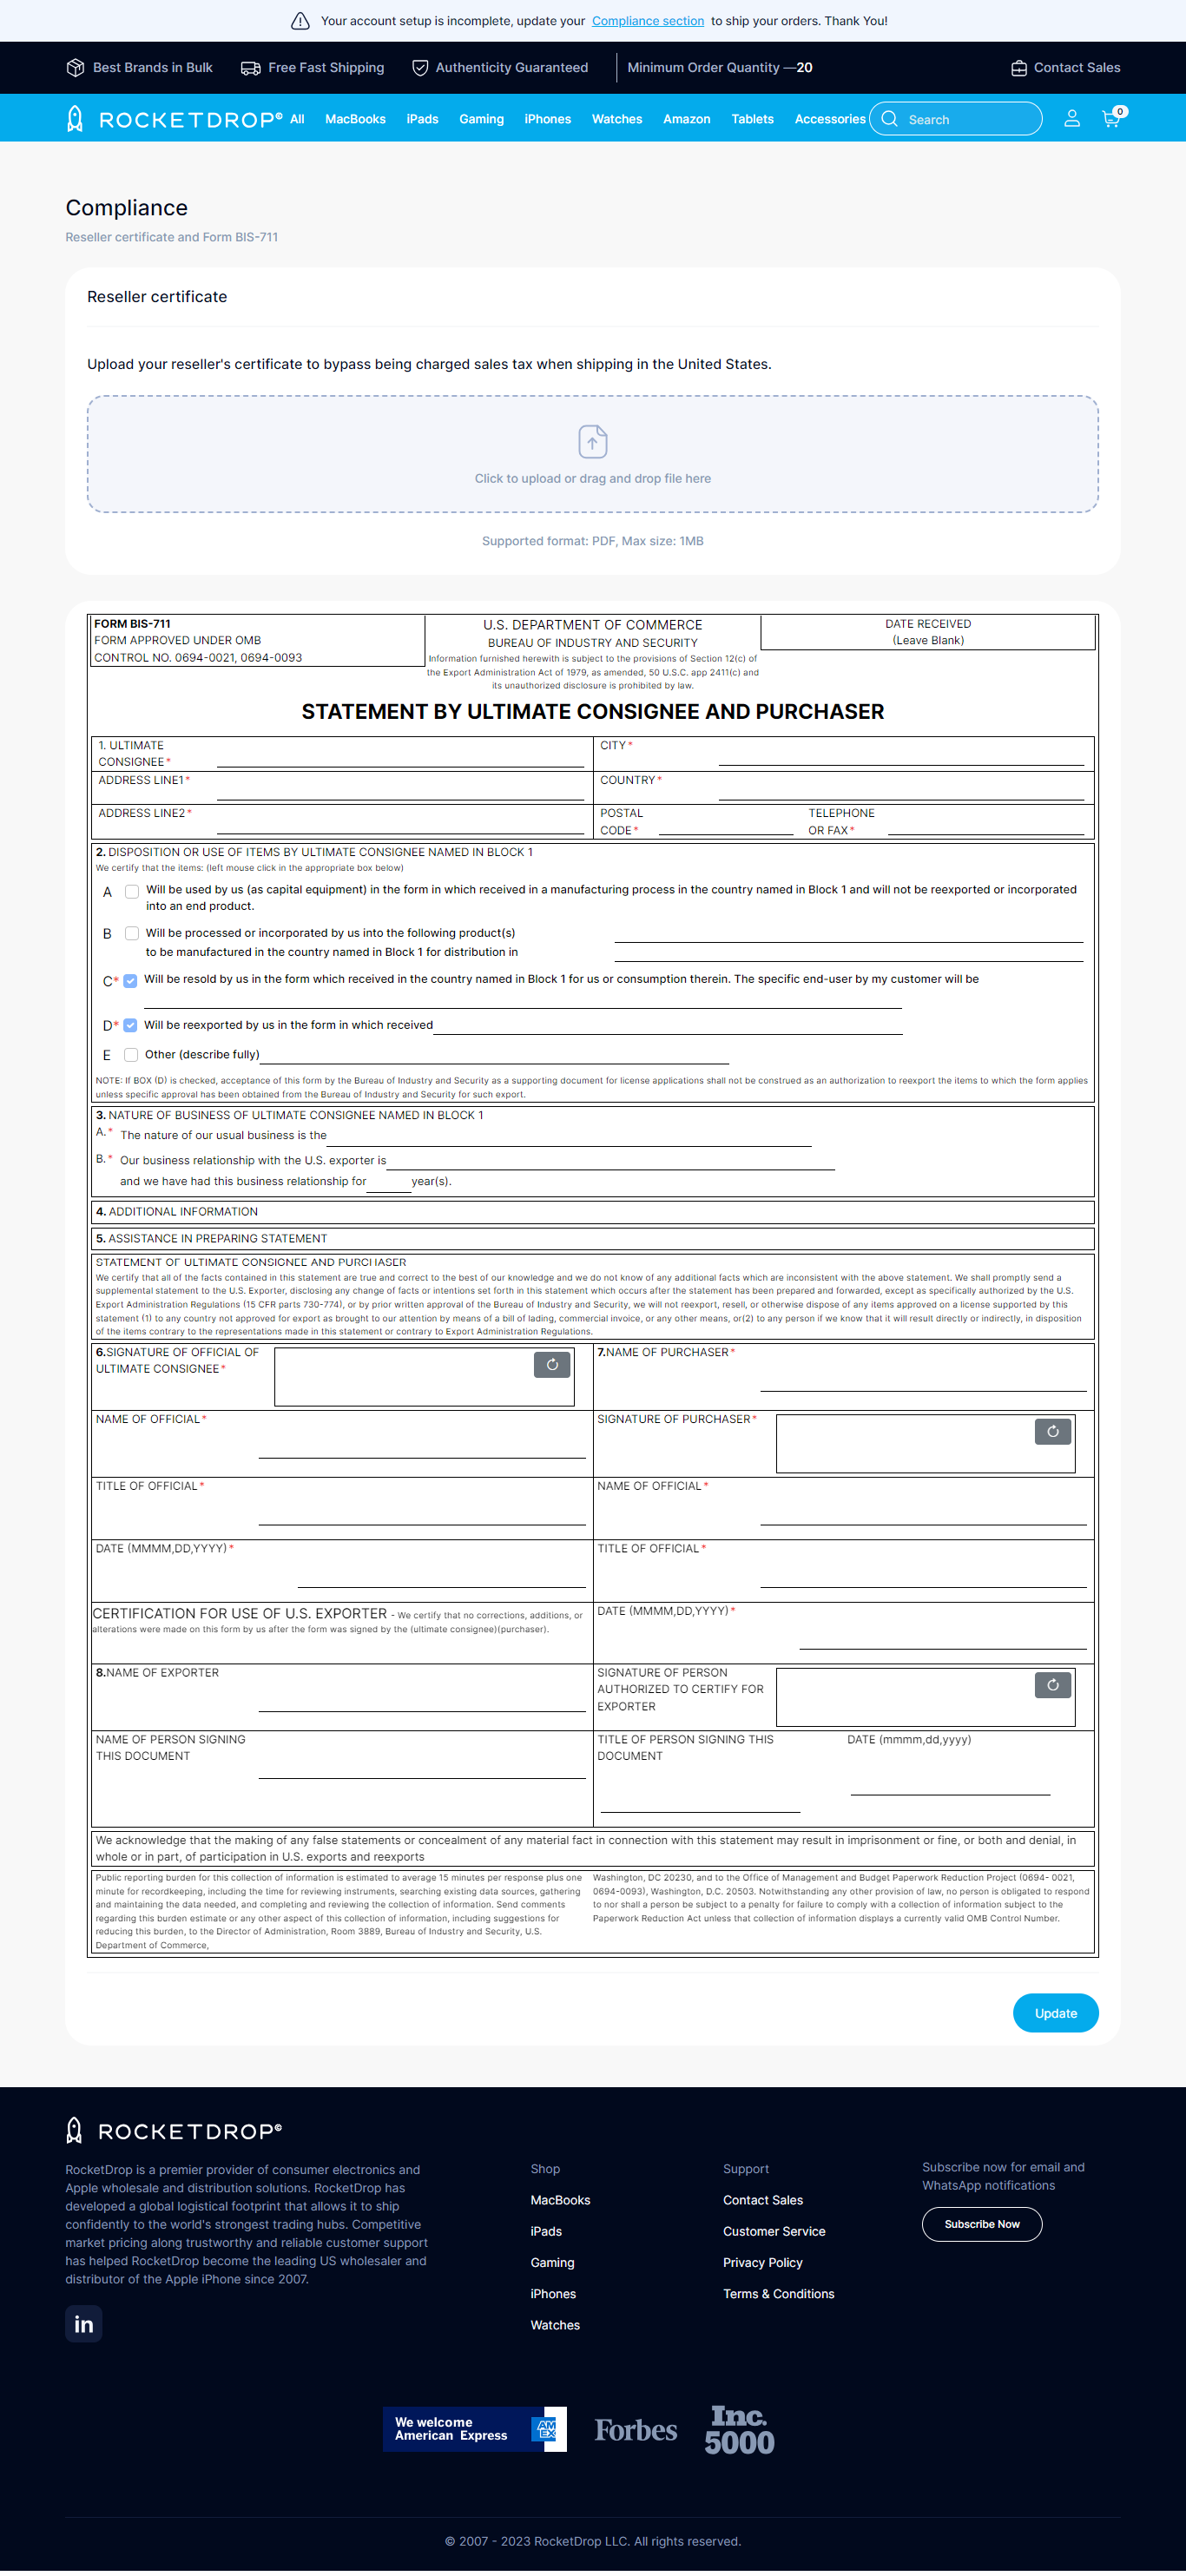 Your account setup is incomplete, update your Compliance section to ship your orders. Thank You!
Best Brands in Bulk Free Fast Shipping Authenticity Guaranteed Minimum Order Quantity —20 Contact Sales
ROCKETDROP® All MacBooks iPads Gaming iPhones Watches Amazon Tablets Accessories Search 0
Compliance
Reseller certificate and Form BIS-711
Reseller certificate
Upload your reseller's certificate to bypass being charged sales tax when shipping in the United States.
Click to upload or drag and drop file here
Supported format: PDF, Max size: 1MB
FORM BIS-711
FORM APPROVED UNDER OMB
CONTROL NO. 0694-0021, 0694-0093
U.S. DEPARTMENT OF COMMERCE
BUREAU OF INDUSTRY AND SECURITY
Information furnished herewith is subject to the provisions of Section 12(c) of
the Export Administration Act of 1979, as amended, 50 U.S.C. app 2411(c) and
its unauthorized disclosure is prohibited by law.
DATE RECEIVED
(Leave Blank)
STATEMENT BY ULTIMATE CONSIGNEE AND PURCHASER
1. ULTIMATE
CONSIGNEE*
CITY*
ADDRESS LINE1*
COUNTRY*
ADDRESS LINE2*
POSTAL
CODE*
TELEPHONE
OR FAX*
2. DISPOSITION OR USE OF ITEMS BY ULTIMATE CONSIGNEE NAMED IN BLOCK 1
We certify that the items: (left mouse click in the appropriate box below)
A Will be used by us (as capital equipment) in the form in which received in a manufacturing process in the country named in Block 1 and will not be reexported or incorporated
into an end product.
B Will be processed or incorporated by us into the following product(s)
to be manufactured in the country named in Block 1 for distribution in
C* Will be resold by us in the form which received in the country named in Block 1 for us or consumption therein. The specific end-user by my customer will be
D* Will be reexported by us in the form in which received
E Other (describe fully)
NOTE: If BOX (D) is checked, acceptance of this form by the Bureau of Industry and Security as a supporting document for license applications shall not be construed as an authorization to reexport the items to which the form applies
unless specific approval has been obtained from the Bureau of Industry and Security for such export.
3. NATURE OF BUSINESS OF ULTIMATE CONSIGNEE NAMED IN BLOCK 1
A.* The nature of our usual business is the
B.* Our business relationship with the U.S. exporter is
and we have had this business relationship for year(s).
4. ADDITIONAL INFORMATION
5. ASSISTANCE IN PREPARING STATEMENT
STATEMENT OF ULTIMATE CONSIGNEE AND PURCHASER
We certify that all of the facts contained in this statement are true and correct to the best of our knowledge and we do not know of any additional facts which are inconsistent with the above statement. We shall promptly send a
supplemental statement to the U.S. Exporter, disclosing any change of facts or intentions set forth in this statement which occurs after the statement has been prepared and forwarded, except as specifically authorized by the U.S.
Export Administration Regulations (15 CFR parts 730-774), or by prior written approval of the Bureau of Industry and Security, we will not reexport, resell, or otherwise dispose of any items approved on a license supported by this
statement (1) to any country not approved for export as brought to our attention by means of a bill of lading, commercial invoice, or any other means, or(2) to any person if we know that it will result directly or indirectly, in disposition
of the items contrary to the representations made in this statement or contrary to Export Administration Regulations.
6.SIGNATURE OF OFFICIAL OF
ULTIMATE CONSIGNEE*
7.NAME OF PURCHASER*
NAME OF OFFICIAL*
SIGNATURE OF PURCHASER*
TITLE OF OFFICIAL*
NAME OF OFFICIAL*
DATE (MMMM,DD,YYYY)*
TITLE OF OFFICIAL*
CERTIFICATION FOR USE OF U.S. EXPORTER - We certify that no corrections, additions, or
alterations were made on this form by us after the form was signed by the (ultimate consignee)(purchaser).
DATE (MMMM,DD,YYYY)*
8.NAME OF EXPORTER
SIGNATURE OF PERSON
AUTHORIZED TO CERTIFY FOR
EXPORTER
NAME OF PERSON SIGNING
THIS DOCUMENT
TITLE OF PERSON SIGNING THIS
DOCUMENT
DATE (mmmm,dd,yyyy)
We acknowledge that the making of any false statements or concealment of any material fact in connection with this statement may result in imprisonment or fine, or both and denial, in
whole or in part, of participation in U.S. exports and reexports
Public reporting burden for this collection of information is estimated to average 15 minutes per response plus one
minute for recordkeeping, including the time for reviewing instruments, searching existing data sources, gathering
and maintaining the data needed, and completing and reviewing the collection of information. Send comments
regarding this burden estimate or any other aspect of this collection of information, including suggestions for
reducing this burden, to the Director of Administration, Room 3889, Bureau of Industry and Security, U.S.
Department of Commerce,
Washington, DC 20230, and to the Office of Management and Budget Paperwork Reduction Project (0694- 0021,
0694-0093), Washington, D.C. 20503. Notwithstanding any other provision of law, no person is obligated to respond
to nor shall a person be subject to a penalty for failure to comply with a collection of information subject to the
Paperwork Reduction Act unless that collection of information displays a currently valid OMB Control Number.
Update
ROCKETDROP®
RocketDrop is a premier provider of consumer electronics and
Apple wholesale and distribution solutions. RocketDrop has
developed a global logistical footprint that allows it to ship
confidently to the world's strongest trading hubs. Competitive
market pricing along trustworthy and reliable customer support
has helped RocketDrop become the leading US wholesaler and
distributor of the Apple iPhone since 2007.
in
Shop
MacBooks
iPads
Gaming
iPhones
Watches
Support
Contact Sales
Customer Service
Privacy Policy
Terms & Conditions
Subscribe now for email and
WhatsApp notifications
Subscribe Now
We welcome
American Express
AM
EX
Forbes
Inc.
5000
© 2007 - 2023 RocketDrop LLC. All rights reserved.